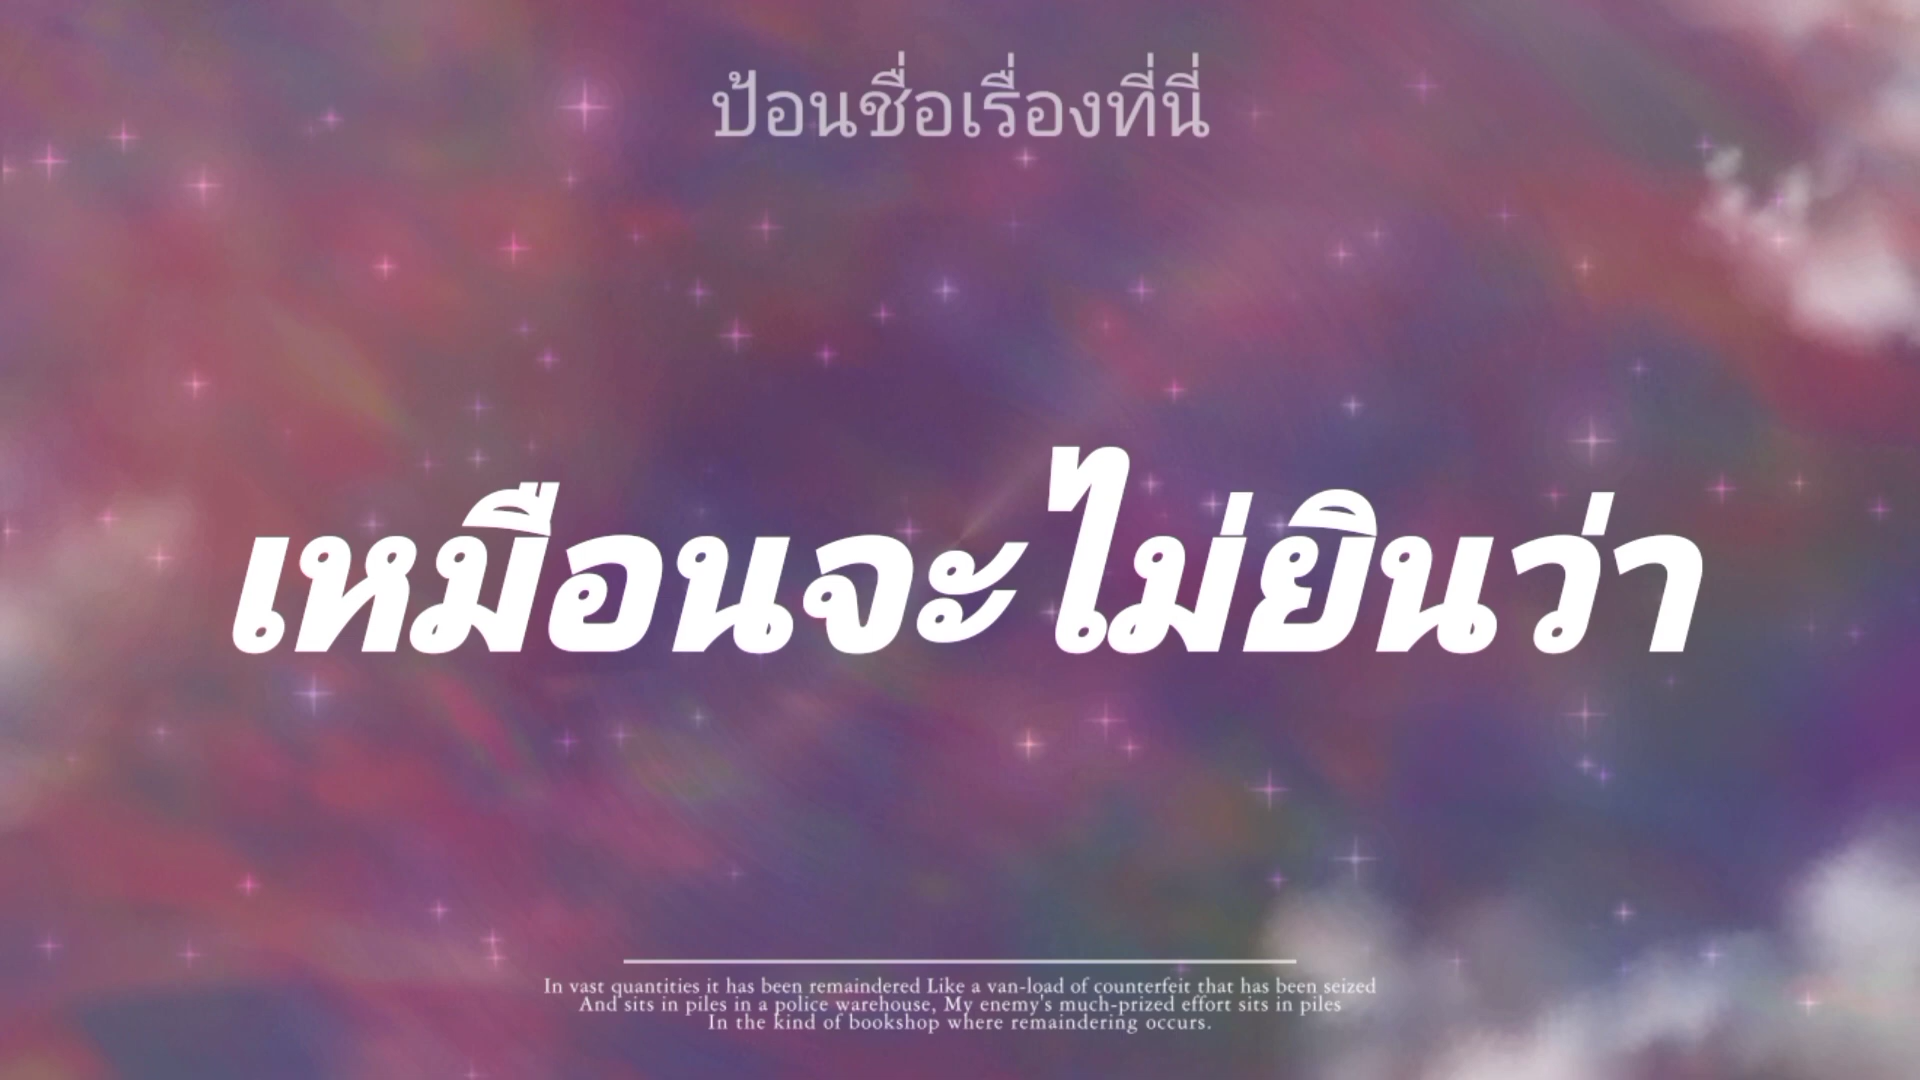 ป้อนชื่อเรื่องที่นี่
เหมือนจะไม่ยินว่า
In vast quantities it has been remaindered Like a van-load of counterfeit that has been seized
And sits in piles in a police warehouse, My enemy's much-prized effort sits in piles
In the kind of bookshop where remaindering occurs.